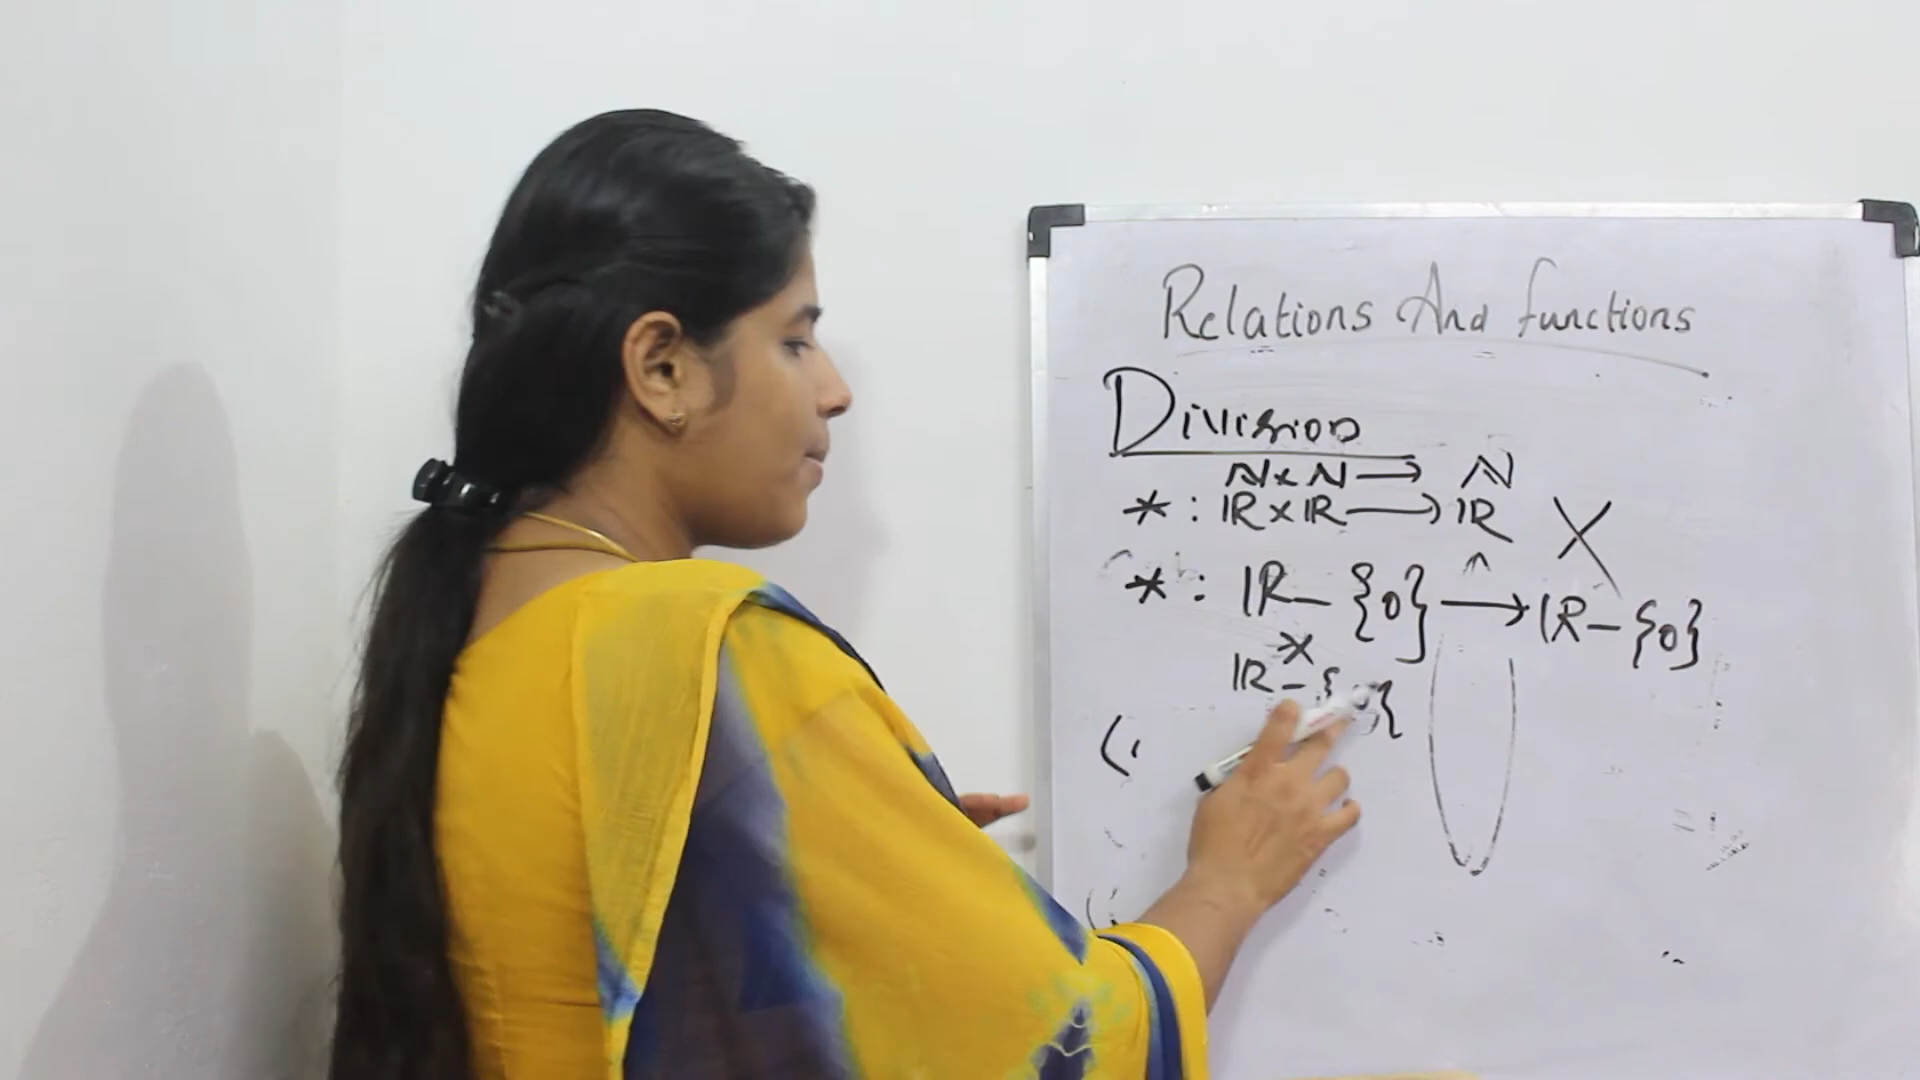 Relations And functions
Division
ℕ x ℕ ⟶ ℕ
* : ℝ x ℝ ⟶ ℝ X
* : ℝ - {0} ⟶ ℝ - {0}
x
ℝ - {
(